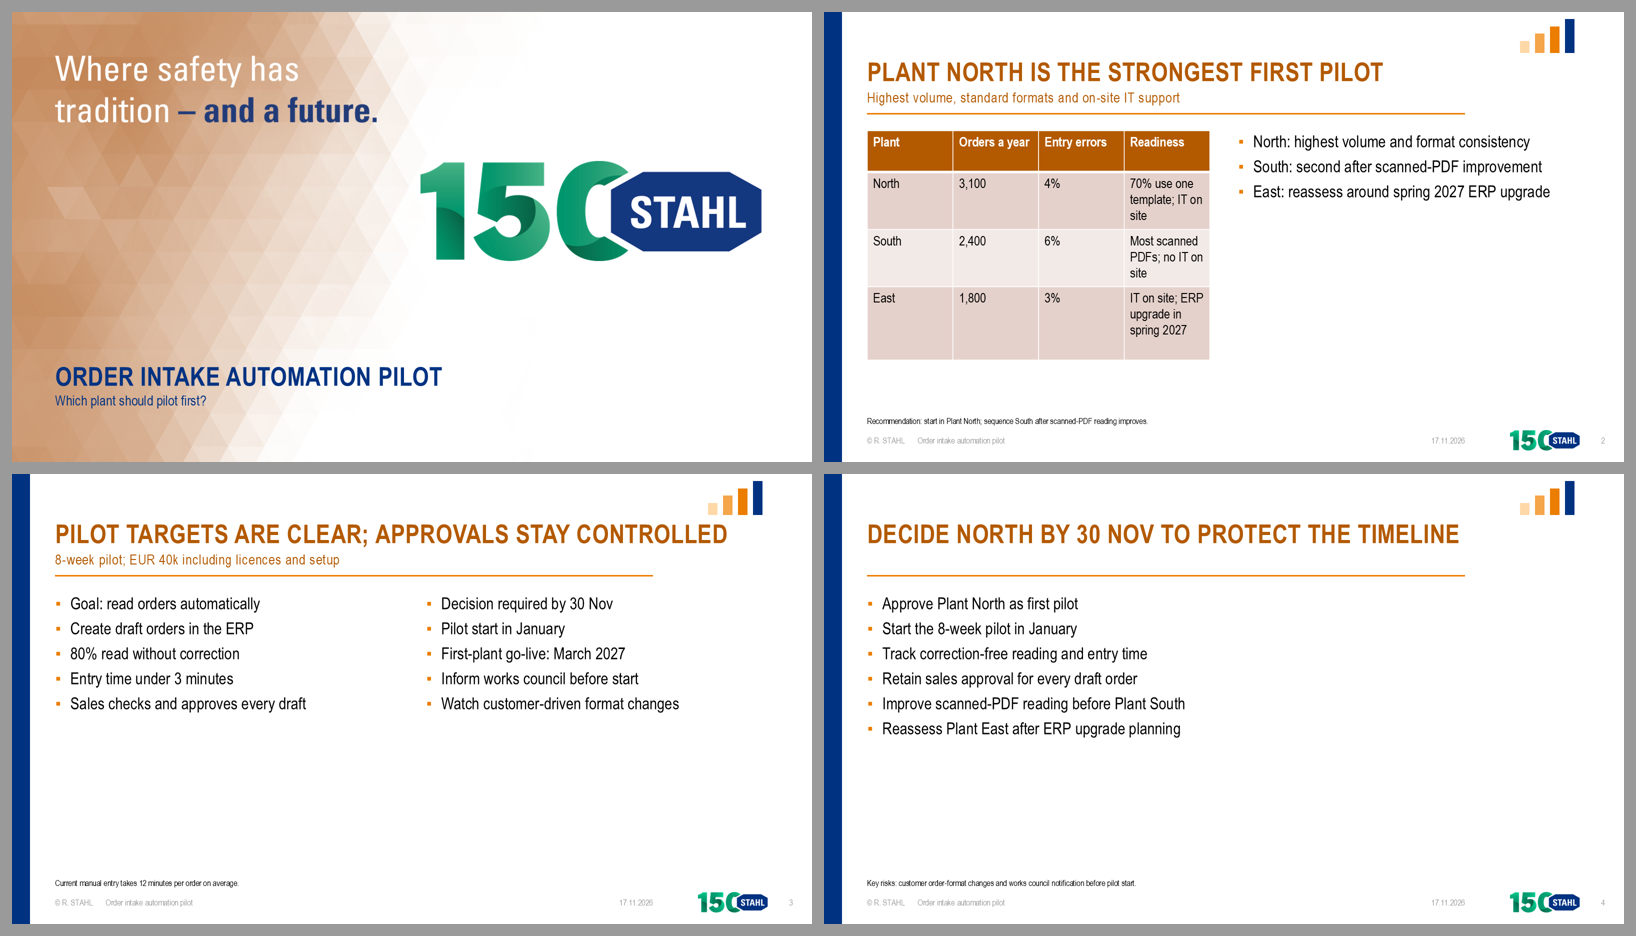 Where safety has
tradition – and a future.
150 STAHL
ORDER INTAKE AUTOMATION PILOT
Which plant should pilot first?
PLANT NORTH IS THE STRONGEST FIRST PILOT
Highest volume, standard formats and on-site IT support
Plant Orders a year Entry errors Readiness
North 3,100 4% 70% use one
template; IT on
site
South 2,400 6% Most scanned
PDFs; no IT on
site
East 1,800 3% IT on site; ERP
upgrade in
spring 2027
▪ North: highest volume and format consistency
▪ South: second after scanned-PDF improvement
▪ East: reassess around spring 2027 ERP upgrade
Recommendation: start in Plant North; sequence South after scanned-PDF reading improves.
© R. STAHL Order intake automation pilot 17.11.2026 150 STAHL 2
PILOT TARGETS ARE CLEAR; APPROVALS STAY CONTROLLED
8-week pilot; EUR 40k including licences and setup
▪ Goal: read orders automatically
▪ Create draft orders in the ERP
▪ 80% read without correction
▪ Entry time under 3 minutes
▪ Sales checks and approves every draft
▪ Decision required by 30 Nov
▪ Pilot start in January
▪ First-plant go-live: March 2027
▪ Inform works council before start
▪ Watch customer-driven format changes
Current manual entry takes 12 minutes per order on average.
© R. STAHL Order intake automation pilot 17.11.2026 150 STAHL 3
DECIDE NORTH BY 30 NOV TO PROTECT THE TIMELINE
▪ Approve Plant North as first pilot
▪ Start the 8-week pilot in January
▪ Track correction-free reading and entry time
▪ Retain sales approval for every draft order
▪ Improve scanned-PDF reading before Plant South
▪ Reassess Plant East after ERP upgrade planning
Key risks: customer order-format changes and works council notification before pilot start.
© R. STAHL Order intake automation pilot 17.11.2026 150 STAHL 4